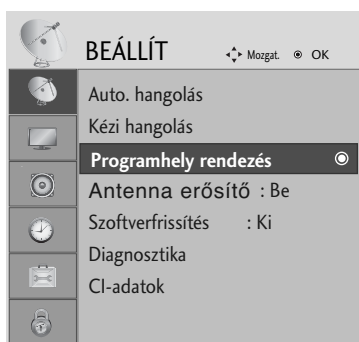 BEÁLLÍT Mozgat. OK
Auto. hangolás
Kézi hangolás
Programhely rendezés
Antenna erősítő : Be
Szoftverfrissítés : Ki
Diagnosztika
CI-adatok